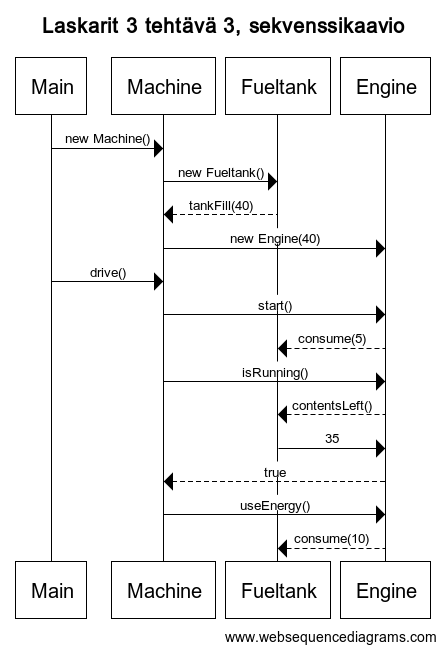 Laskarit 3 tehtävä 3, sekvenssikaavio
Main Machine Fueltank Engine
new Machine()
new Fueltank()
tankFill(40)
new Engine(40)
drive()
start()
consume(5)
isRunning()
contentsLeft()
35
true
useEnergy()
consume(10)
Main Machine Fueltank Engine
www.websequencediagrams.com